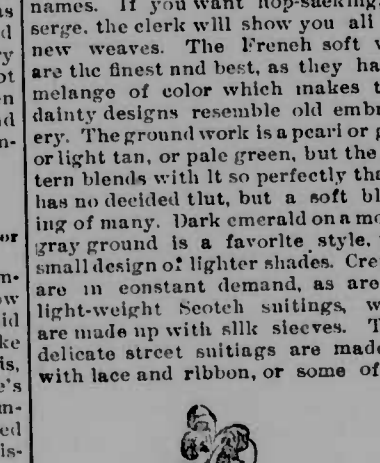 names. If you want hop-sacking,
serge, the clerk will show you all
new weaves. The French soft
are the finest and best, as they ha
melange of color which makes t
dainty designs resemble old embr
ery. The ground work is a pearl or g
or light tan, or pale green, but the
tern blends with it so perfectly tha
has no decided tint, but a soft bl
ing of many. Dark emerald on a mo
gray ground is a favorite style,
small design of lighter shades. Cre
are in constant demand, as are
light-weight Scotch suitings, w
are made up with silk sleeves. T
delicate street suitings are made
with lace and ribbon, or some of